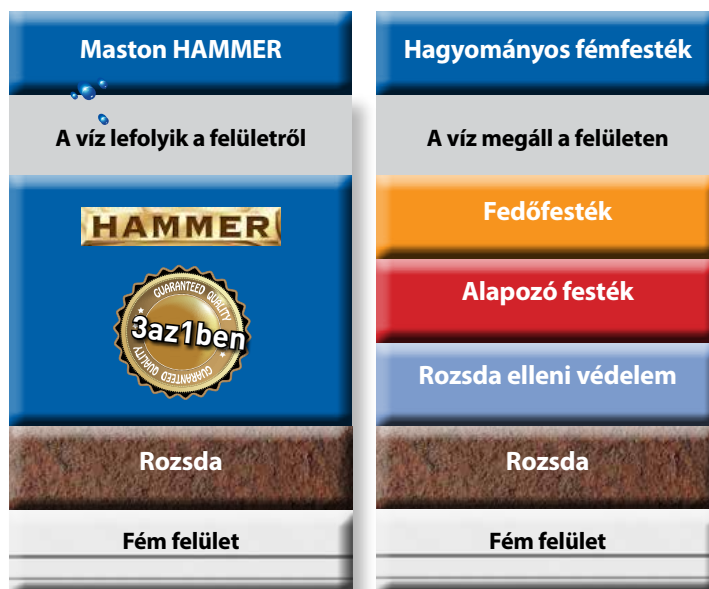 Maston HAMMER
A víz lefolyik a felületről
HAMMER
GUARANTEED QUALITY
3az1ben
GUARANTEED QUALITY
Rozsda
Fém felület
Hagyományos fémfesték
A víz megáll a felületen
Fedőfesték
Alapozó festék
Rozsda elleni védelem
Rozsda
Fém felület